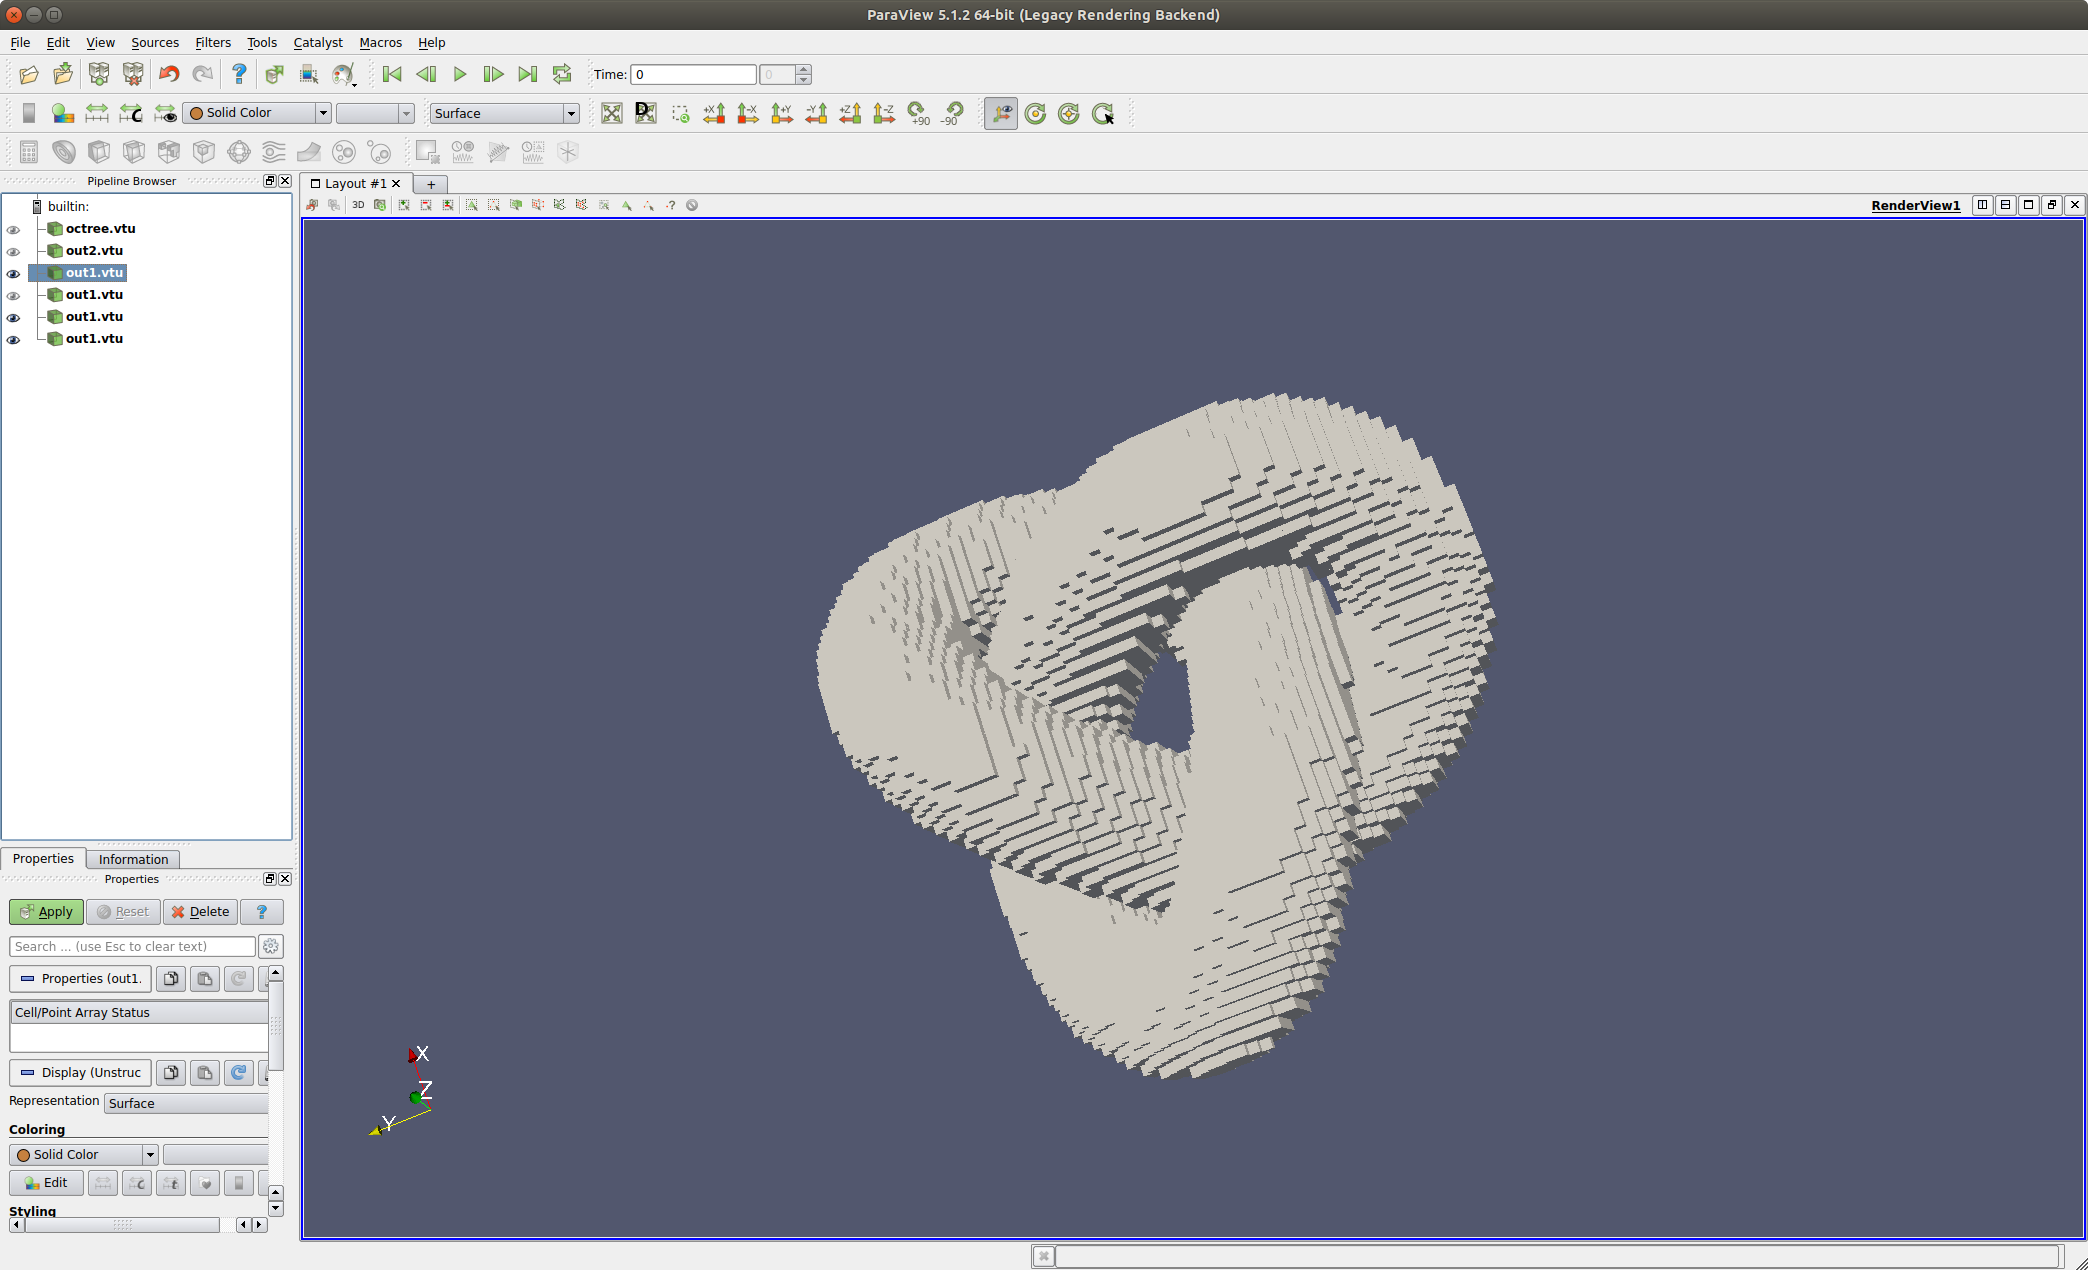 ParaView 5.1.2 64-bit (Legacy Rendering Backend)
File Edit View Sources Filters Tools Catalyst Macros Help
Time: 0 0
Solid Color Surface +X -X +Y -Y +Z -Z +90 -90
Pipeline Browser
Layout #1
3D
RenderView1
builtin:
octree.vtu
out2.vtu
out1.vtu
out1.vtu
out1.vtu
out1.vtu
Properties Information
Properties
Apply Reset Delete ?
Search ... (use Esc to clear text)
Properties (out1.
Cell/Point Array Status
Display (Unstruc
Representation Surface
Coloring
Solid Color
Edit
Styling
X
Z
Y